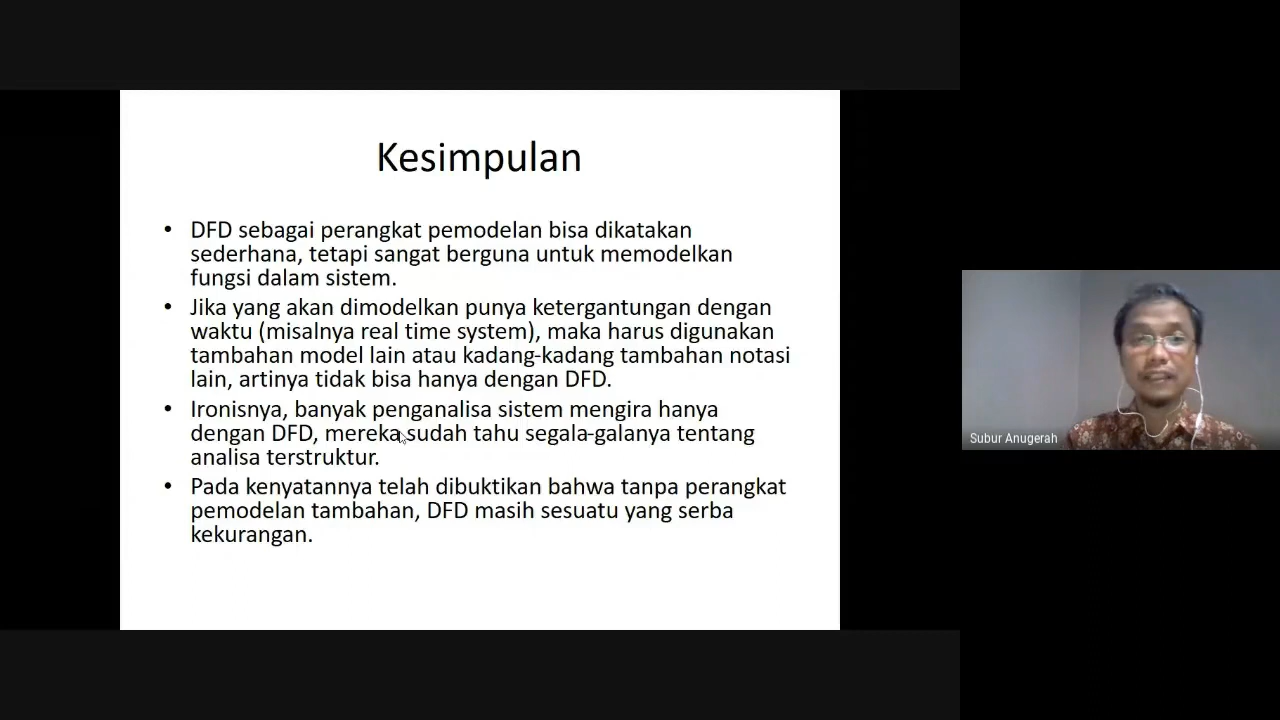 Kesimpulan
• DFD sebagai perangkat pemodelan bisa dikatakan
sederhana, tetapi sangat berguna untuk memodelkan
fungsi dalam sistem.
• Jika yang akan dimodelkan punya ketergantungan dengan
waktu (misalnya real time system), maka harus digunakan
tambahan model lain atau kadang-kadang tambahan notasi
lain, artinya tidak bisa hanya dengan DFD.
• Ironisnya, banyak penganalisa sistem mengira hanya
dengan DFD, mereka sudah tahu segala-galanya tentang
analisa terstruktur.
• Pada kenyatannya telah dibuktikan bahwa tanpa perangkat
pemodelan tambahan, DFD masih sesuatu yang serba
kekurangan.
Subur Anugerah